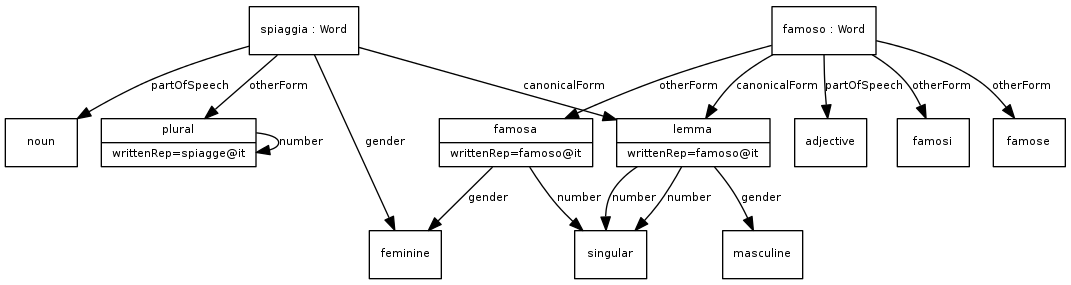 spiaggia : Word
famoso : Word
partOfSpeech
otherForm
canonicalForm
otherForm
canonicalForm
partOfSpeech
otherForm
otherForm
noun
plural
writtenRep=spiagge@it
number
gender
famosa
writtenRep=famoso@it
lemma
writtenRep=famoso@it
adjective
famosi
famose
gender
number
number
number
gender
feminine
singular
masculine